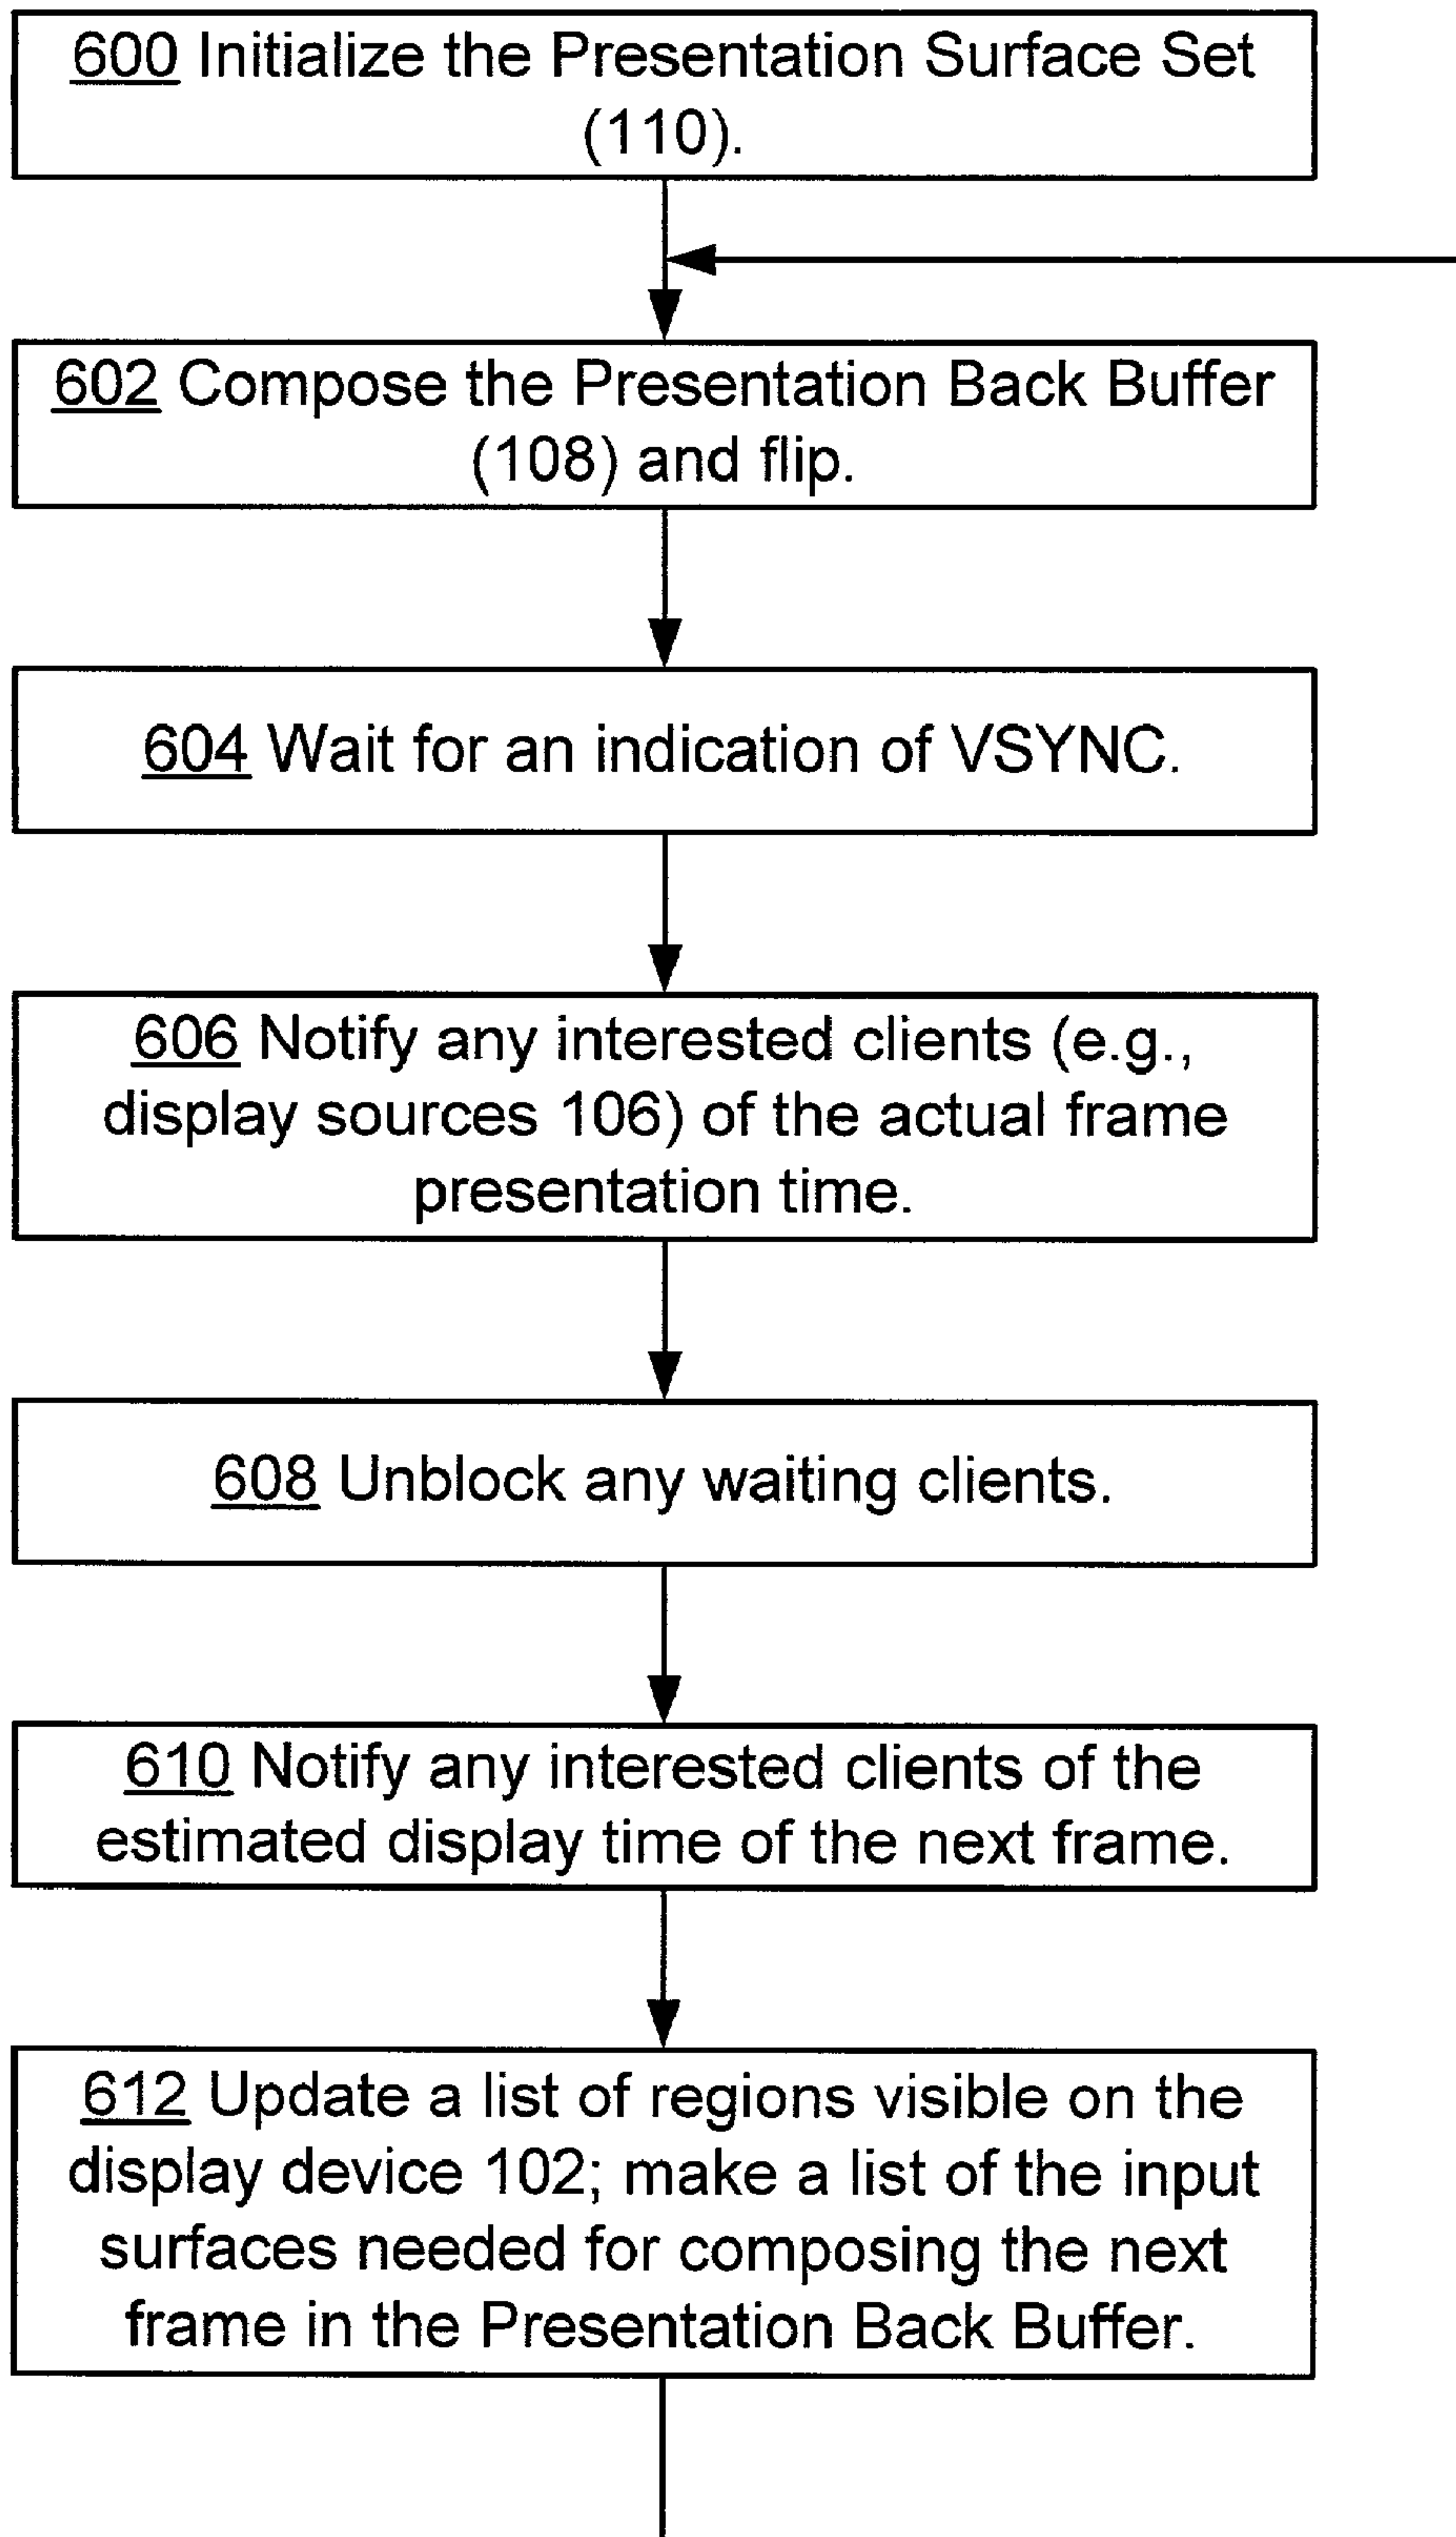 600 Initialize the Presentation Surface Set
(110).
602 Compose the Presentation Back Buffer
(108) and flip.
604 Wait for an indication of VSYNC.
606 Notify any interested clients (e.g.,
display sources 106) of the actual frame
presentation time.
608 Unblock any waiting clients.
610 Notify any interested clients of the
estimated display time of the next frame.
612 Update a list of regions visible on the
display device 102; make a list of the input
surfaces needed for composing the next
frame in the Presentation Back Buffer.